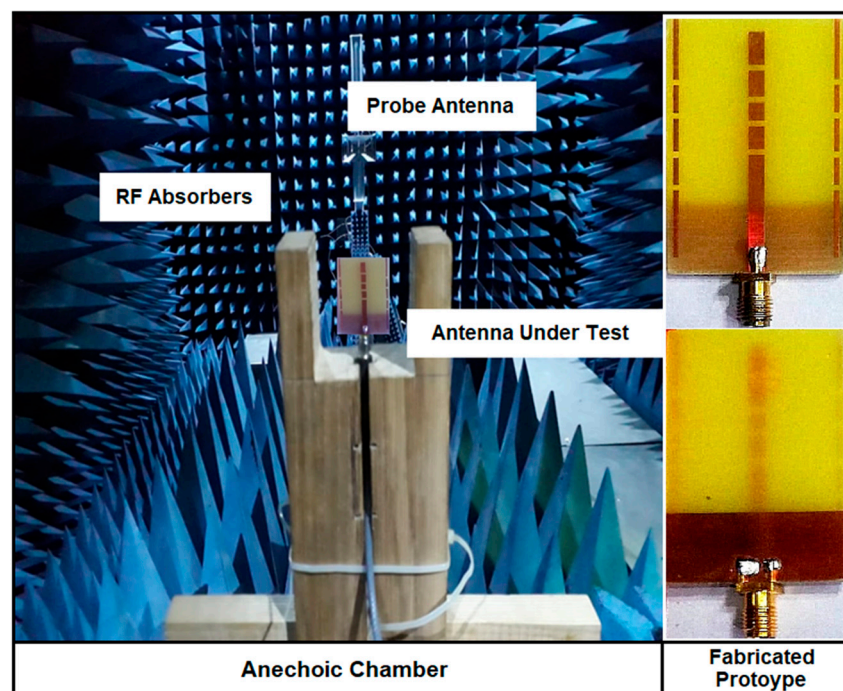 Probe Antenna
RF Absorbers
Antenna Under Test
Anechoic Chamber
Fabricated
Protoype